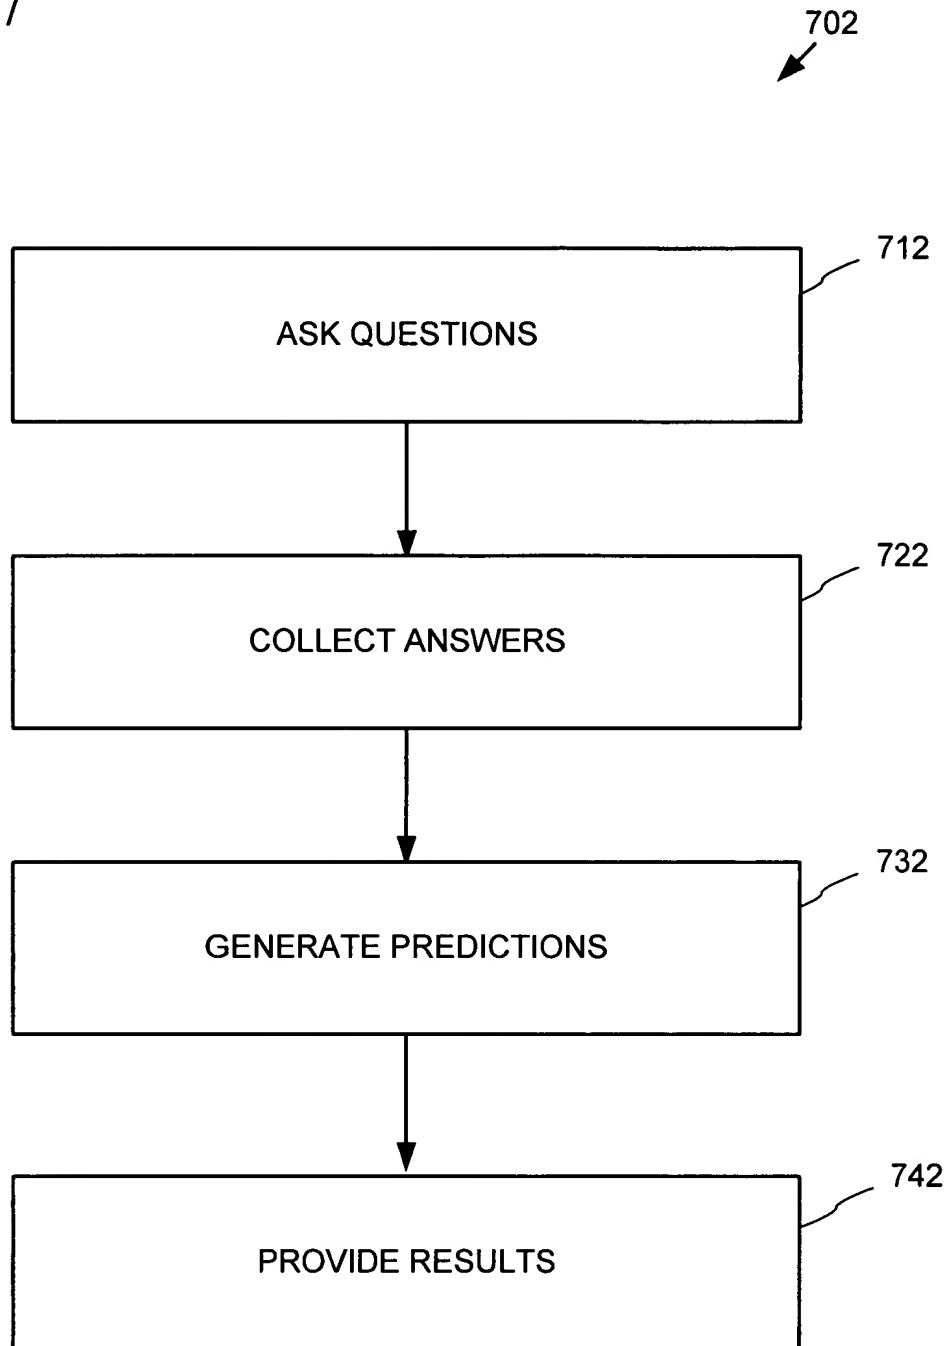 702
712
ASK QUESTIONS
722
COLLECT ANSWERS
732
GENERATE PREDICTIONS
742
PROVIDE RESULTS